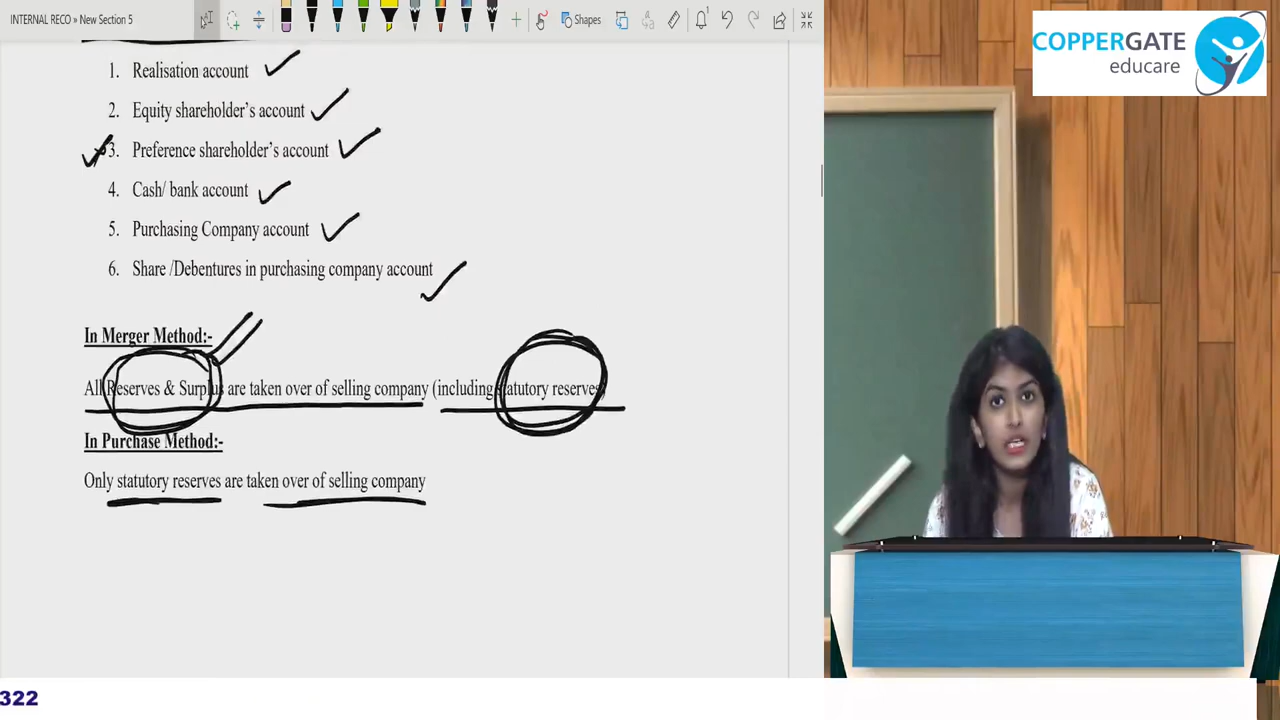 INTERNAL RECO » New Section 5
Shapes
COPPERGATE
educare
1. Realisation account
2. Equity shareholder's account
3. Preference shareholder's account
4. Cash/ bank account
5. Purchasing Company account
6. Share /Debentures in purchasing company account
In Merger Method:-
All Reserves & Surplus are taken over of selling company (including statutory reserves)
In Purchase Method:-
Only statutory reserves are taken over of selling company
322